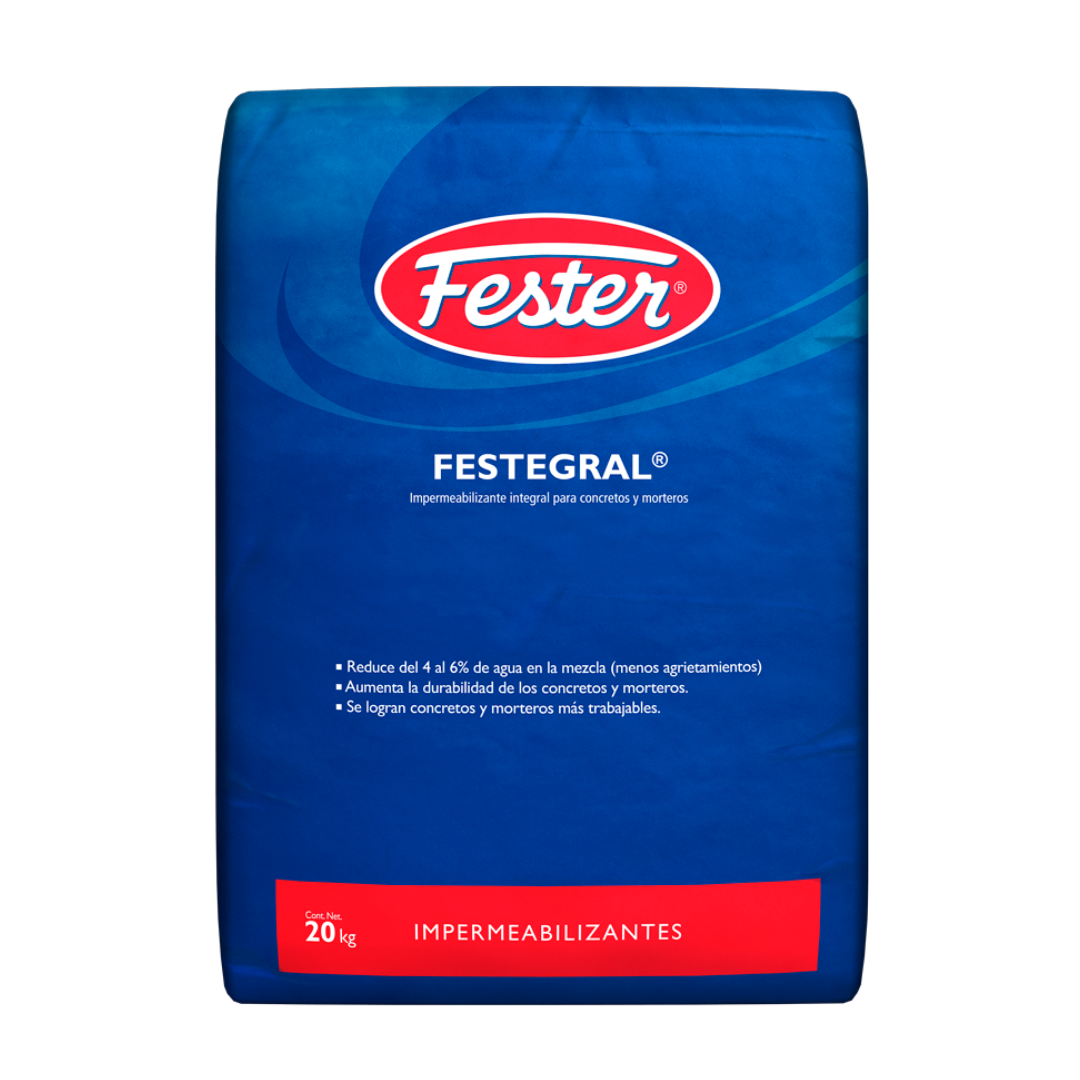 Fester®
FESTEGRAL®
Impermeabilizante integral para concretos y morteros
▪ Reduce del 4 al 6% de agua en la mezcla (menos agrietamientos)
▪ Aumenta la durabilidad de los concretos y morteros.
▪ Se logran concretos y morteros más trabajables.
Cont. Net.
20 kg
IMPERMEABILIZANTES